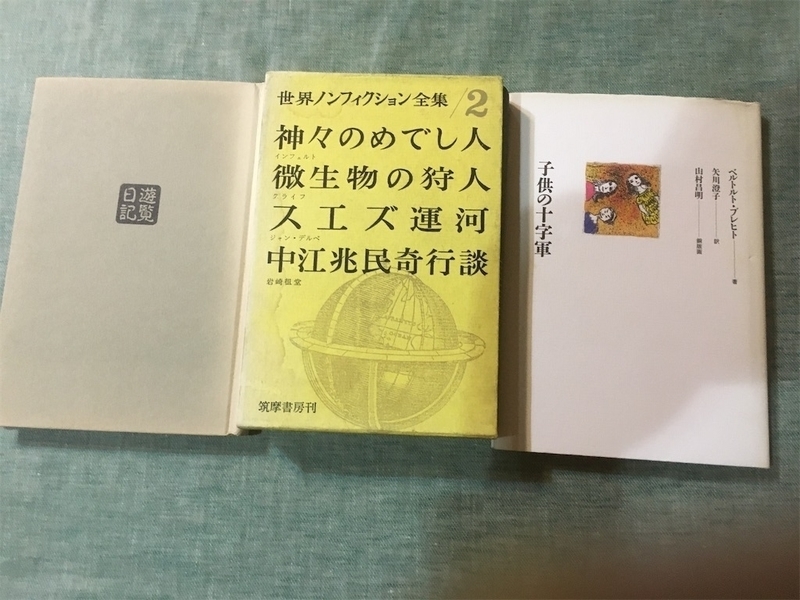 遊覧
日記
世界ノンフィクション全集/2
神々のめでし人
インフェルト
微生物の狩人
クライフ
スエズ運河
ジャン・デルベ
中江兆民奇行談
岩崎徂堂
筑摩書房刊
ベルトルト・ブレヒト──著
矢川澄子──訳
山村昌明──銅版画
子供の十字軍